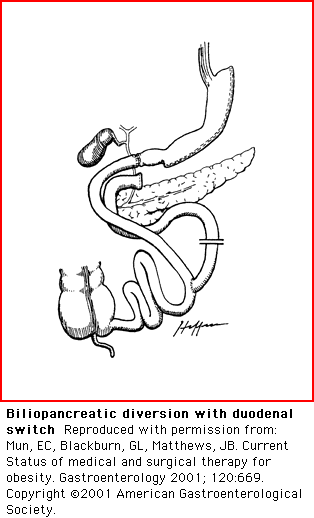 Heffess
Biliopancreatic diversion with duodenal
switch Reproduced with permission from:
Mun, EC, Blackburn, GL, Matthews, JB. Current
Status of medical and surgical therapy for
obesity. Gastroenterology 2001; 120:669.
Copyright ©2001 American Gastroenterological
Society.